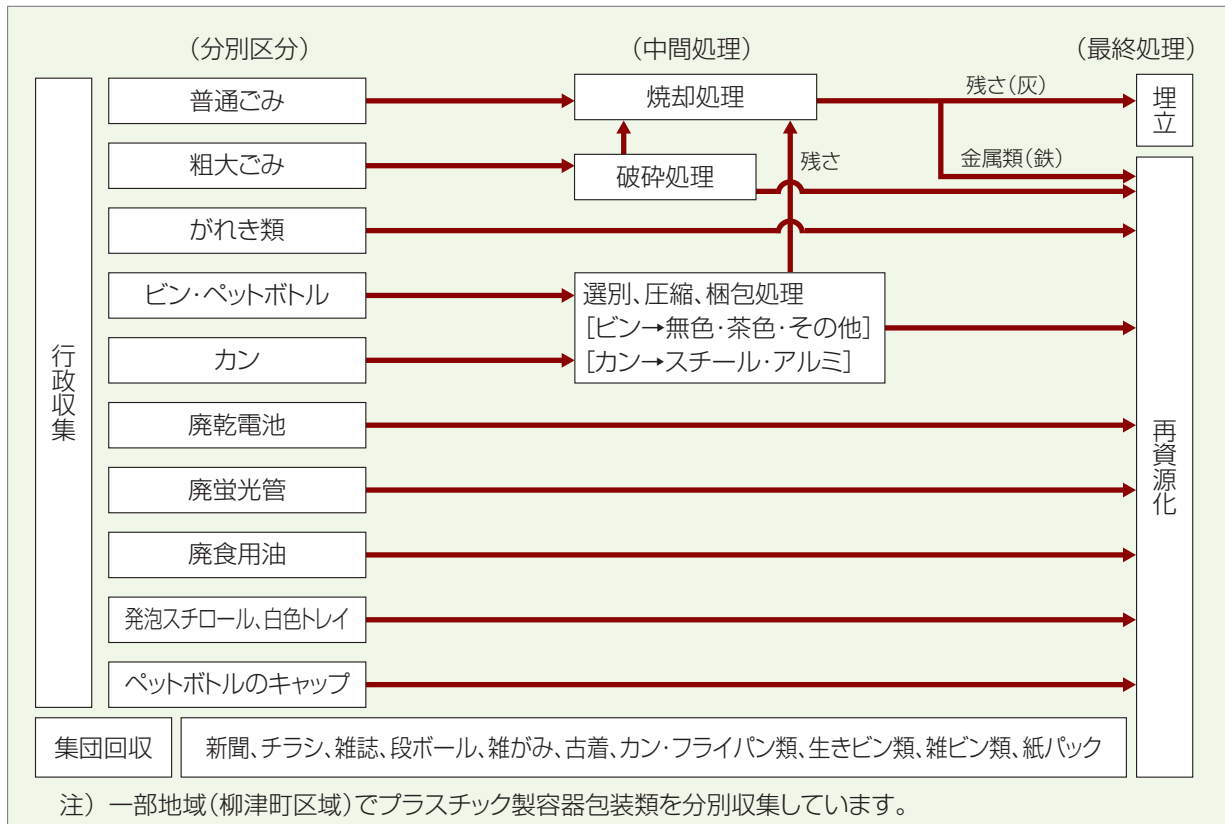 (分別区分)
(中間処理)
(最終処理)
行政収集
普通ごみ
焼却処理
残さ(灰)
埋立
粗大ごみ
破砕処理
残さ
金属類(鉄)
がれき類
ビン・ペットボトル
選別、圧縮、梱包処理
[ビン→無色・茶色・その他]
カン
[カン→スチール・アルミ]
廃乾電池
再資源化
廃蛍光管
廃食用油
発泡スチロール、白色トレイ
ペットボトルのキャップ
集団回収
新聞、チラシ、雑誌、段ボール、雑がみ、古着、カン・フライパン類、生きビン類、雑ビン類、紙パック
注) 一部地域(柳津町区域)でプラスチック製容器包装類を分別収集しています。